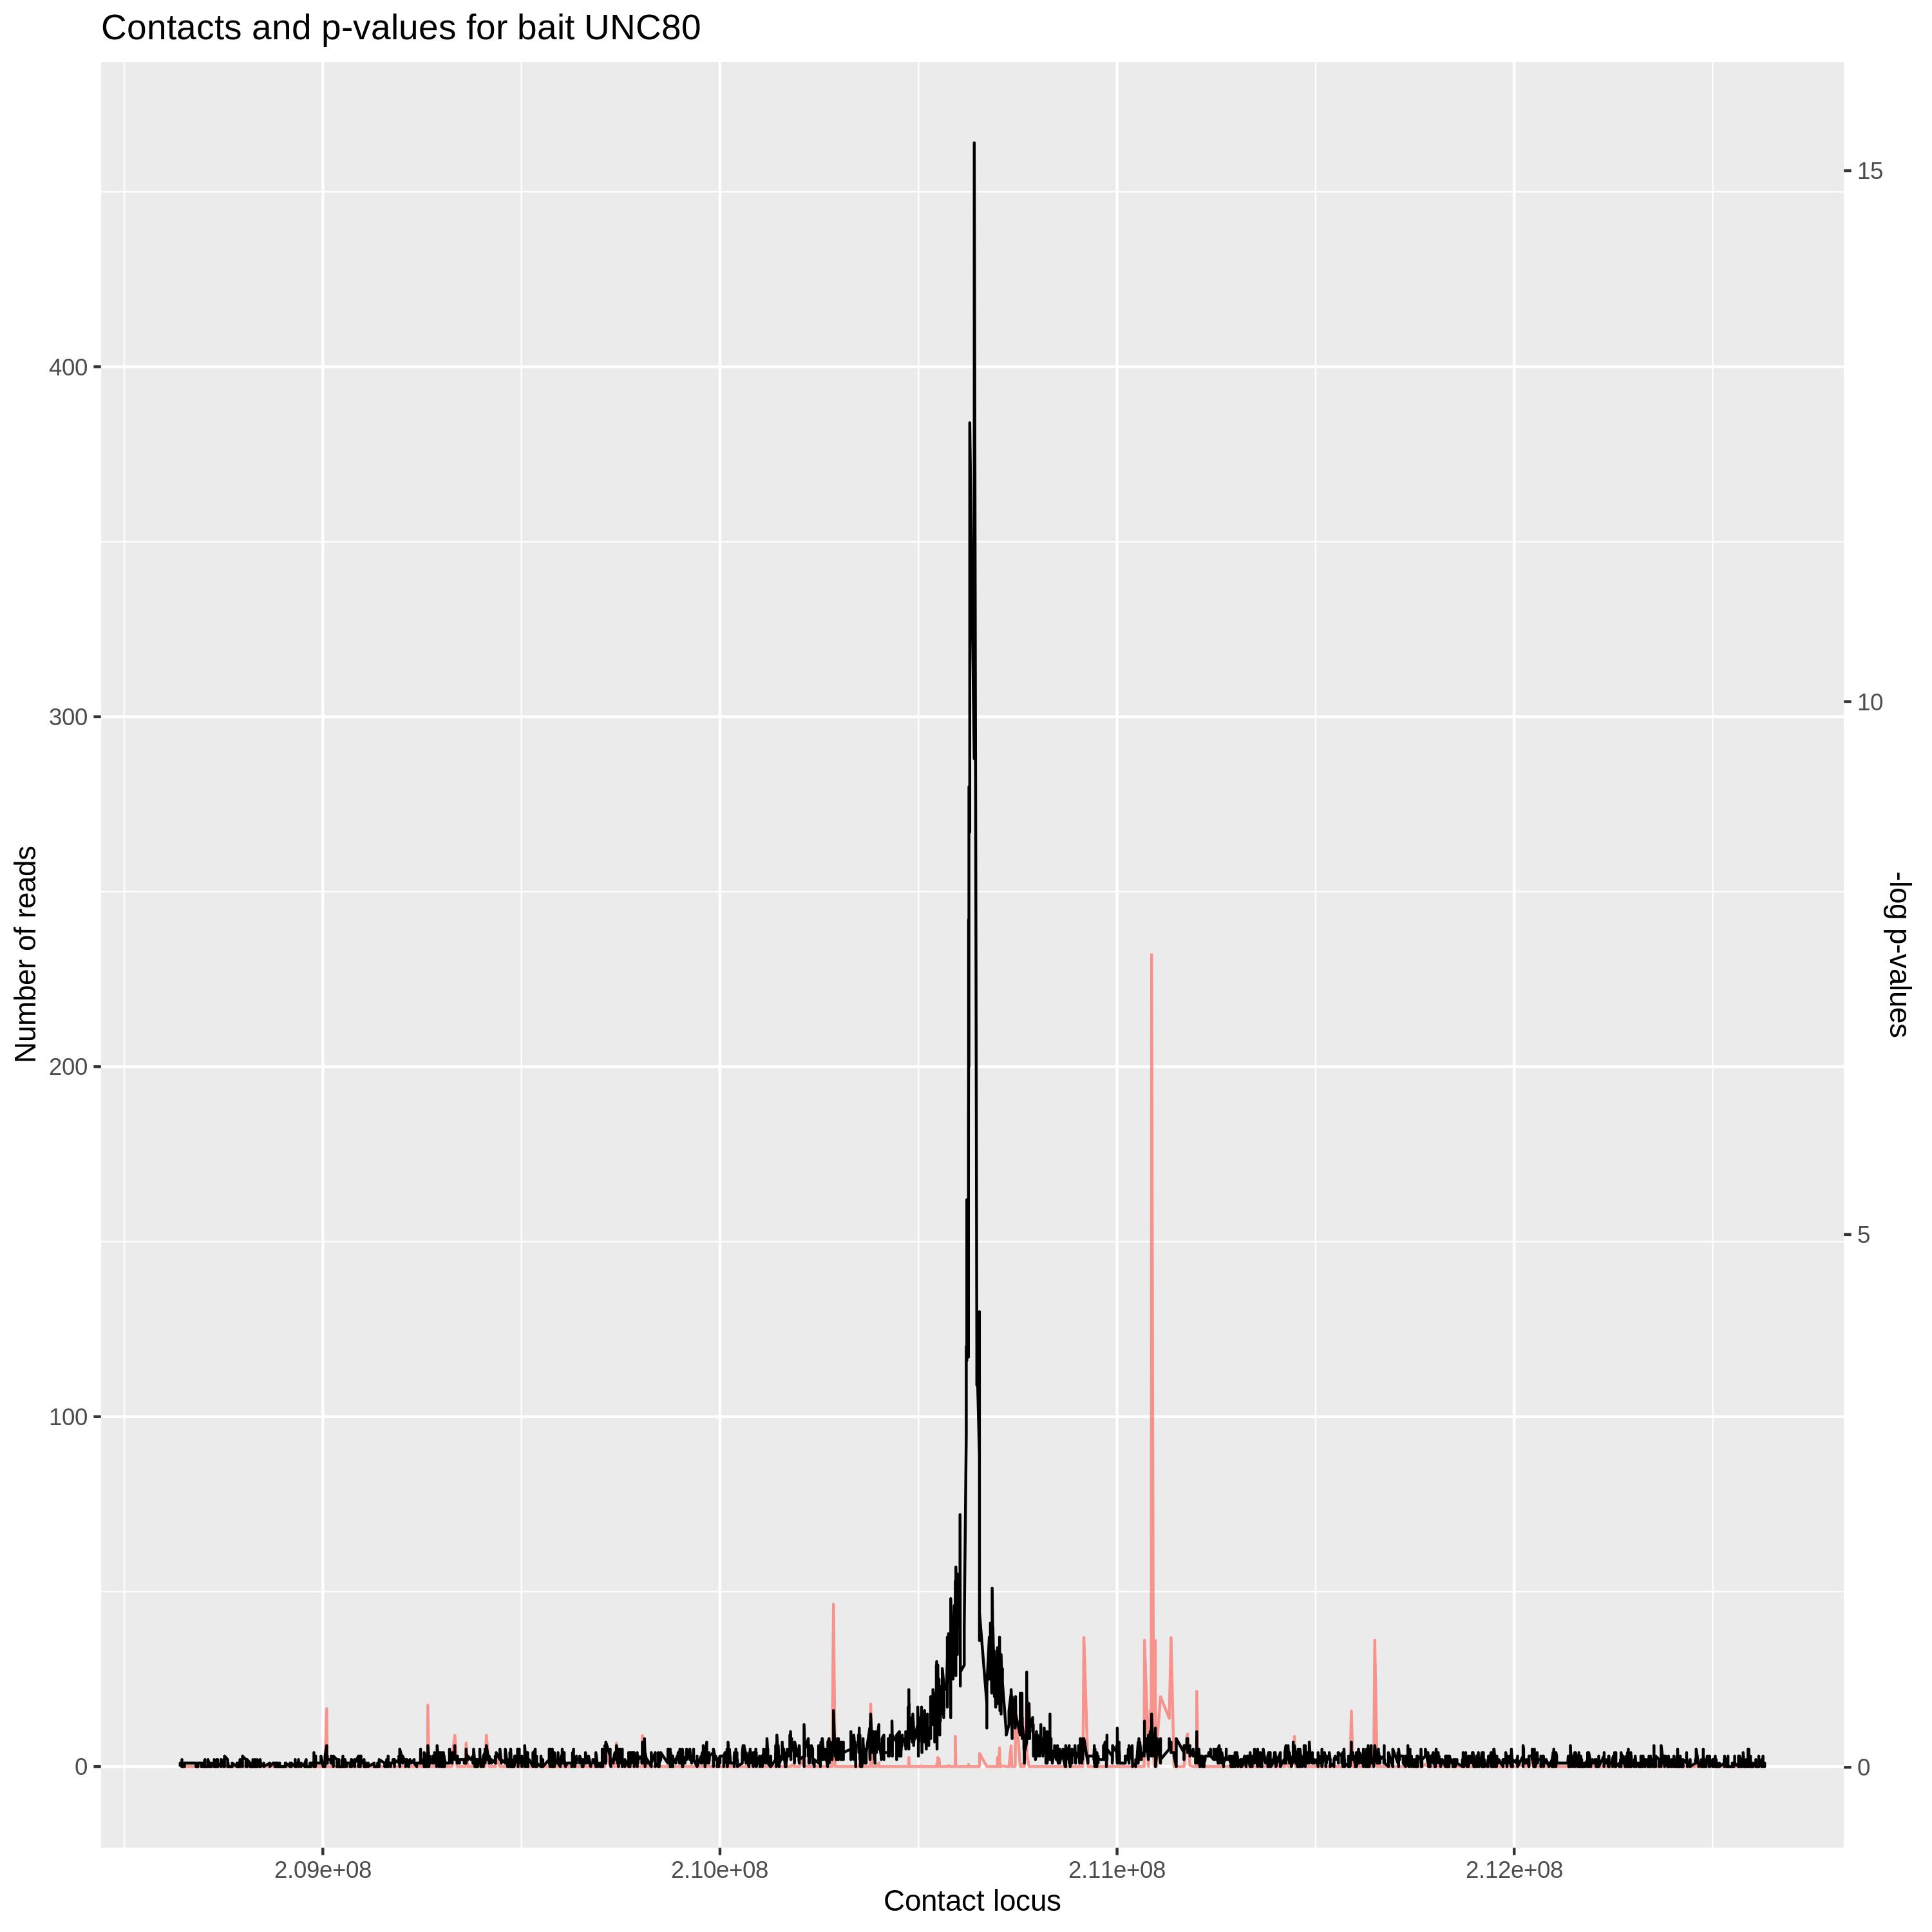 Contacts and p-values for bait UNC80
Number of reads
400
300
200
100
0
15
10
5
0
-log p-values
2.09e+08
2.10e+08
2.11e+08
2.12e+08
Contact locus